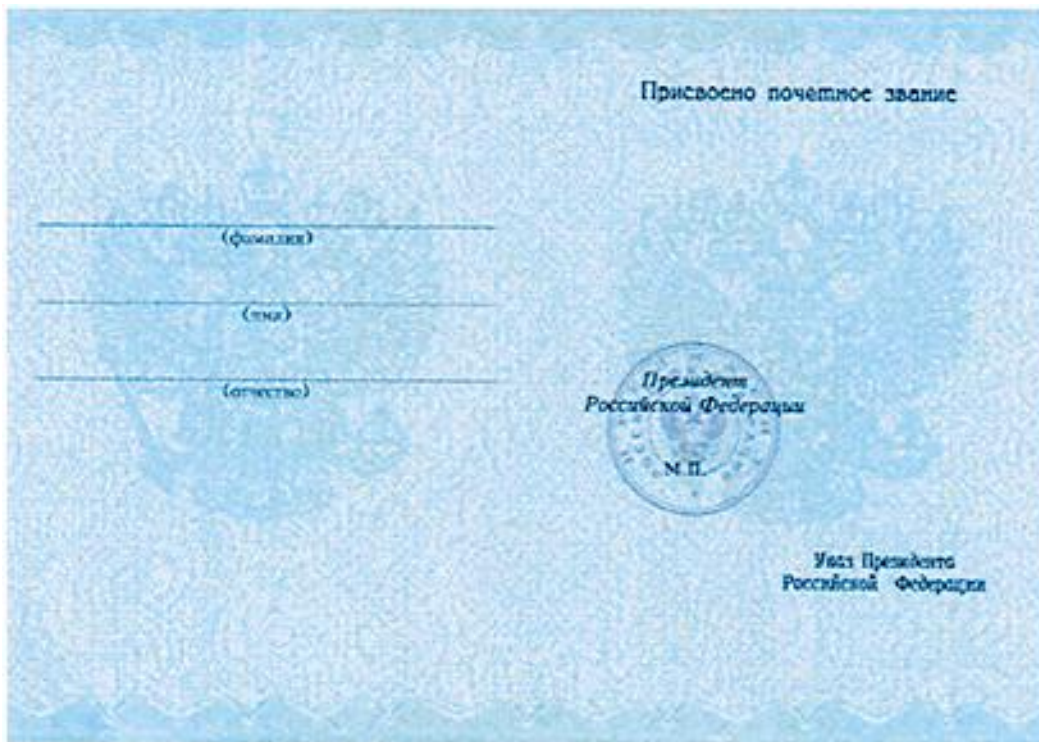 (фамилия)
(имя)
(отчество)
Присвоено почетное звание
Президент
Российской Федерации
М.П.
Указ Президента
Российской Федерации